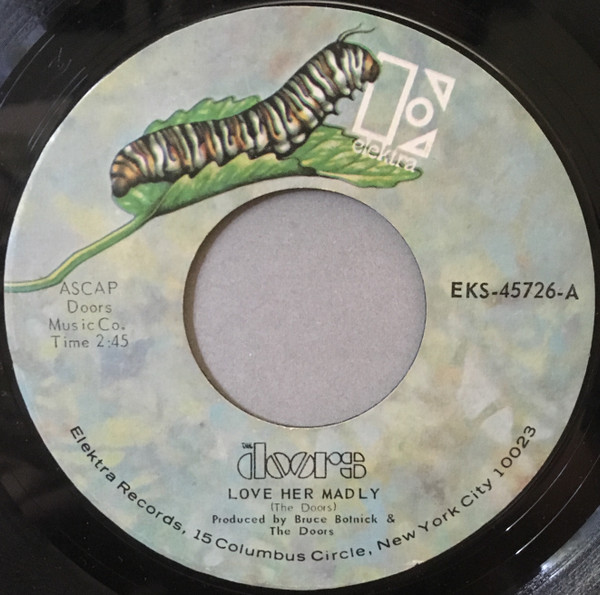 elektra
ASCAP
Doors
Music Co.
Time 2:45
EKS-45726-A
THE doors
LOVE HER MADLY
(The Doors)
Produced by Bruce Botnick &
The Doors
Elektra Records, 15 Columbus Circle, New York City 10023